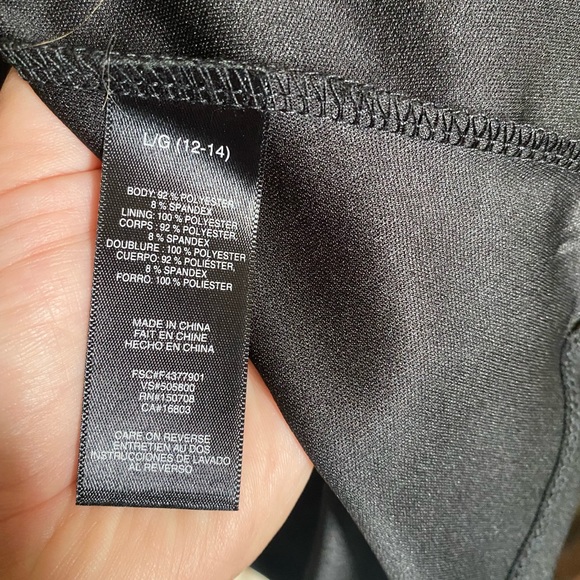 L/G (12-14)
BODY: 92 % POLYESTER
8 % SPANDEX
LINING: 100 % POLYESTER
CORPS : 92 % POLYESTER,
8 % SPANDEX
DOUBLURE : 100 % POLYESTER
CUERPO: 92 % POLIÉSTER,
8 % SPANDEX
FORRO: 100 % POLIÉSTER
MADE IN CHINA
FAIT EN CHINE
HECHO EN CHINA
FSC#F4377901
VS#505800
RN#150708
CA#16803
CARE ON REVERSE
ENTRETIEN AU DOS
INSTRUCCIONES DE LAVADO
AL REVERSO